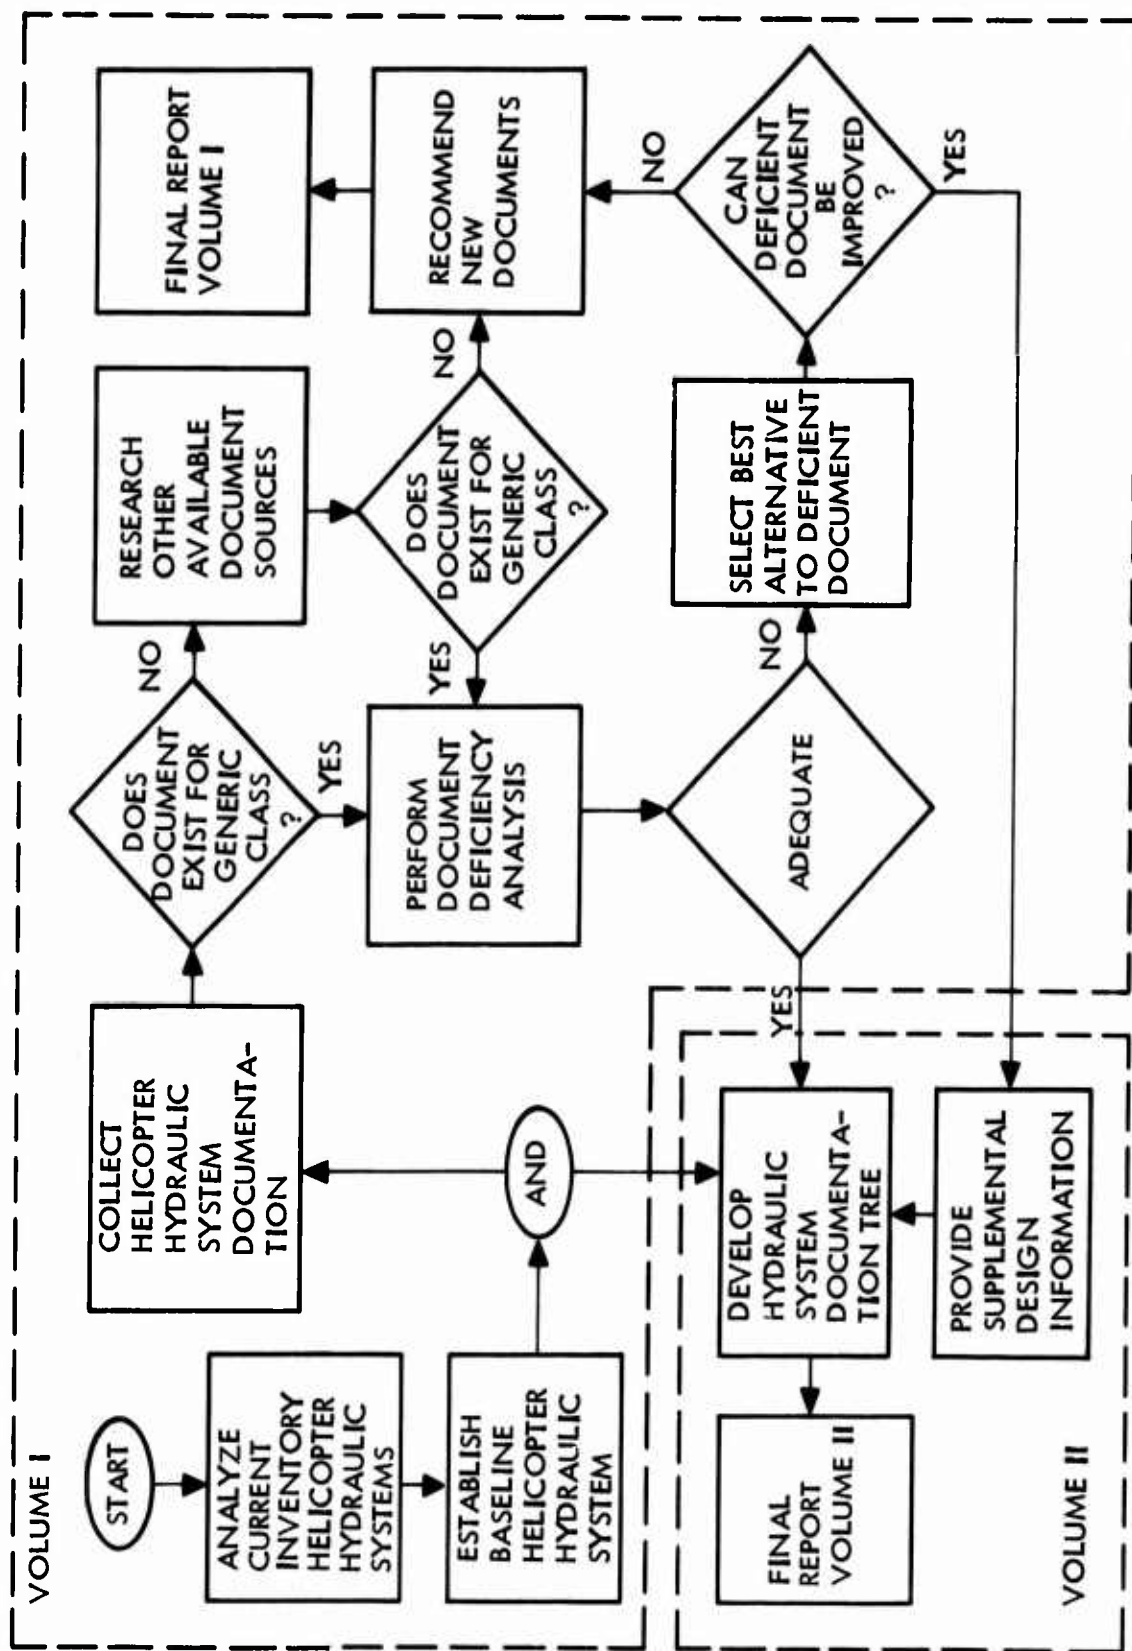 VOLUME I
START
ANALYZE
CURRENT
INVENTORY
HELICOPTER
HYDRAULIC
SYSTEMS
ESTABLISH
BASELINE
HELICOPTER
HYDRAULIC
SYSTEM
AND
COLLECT
HELICOPTER
HYDRAULIC
SYSTEM
DOCUMENTA-
TION
DOES
DOCUMENT
EXIST FOR
GENERIC
CLASS
?
NO
YES
RESEARCH
OTHER
AVAILABLE
DOCUMENT
SOURCES
DOES
DOCUMENT
EXIST FOR
GENERIC
CLASS
?
YES
NO
PERFORM
DOCUMENT
DEFICIENCY
ANALYSIS
RECOMMEND
NEW
DOCUMENTS
FINAL REPORT
VOLUME I
ADEQUATE
YES
NO
SELECT BEST
ALTERNATIVE
TO DEFICIENT
DOCUMENT
CAN
DEFICIENT
DOCUMENT
BE
IMPROVED
?
NO
YES
DEVELOP
HYDRAULIC
SYSTEM
DOCUMENTA-
TION TREE
PROVIDE
SUPPLEMENTAL
DESIGN
INFORMATION
FINAL
REPORT
VOLUME II
VOLUME II